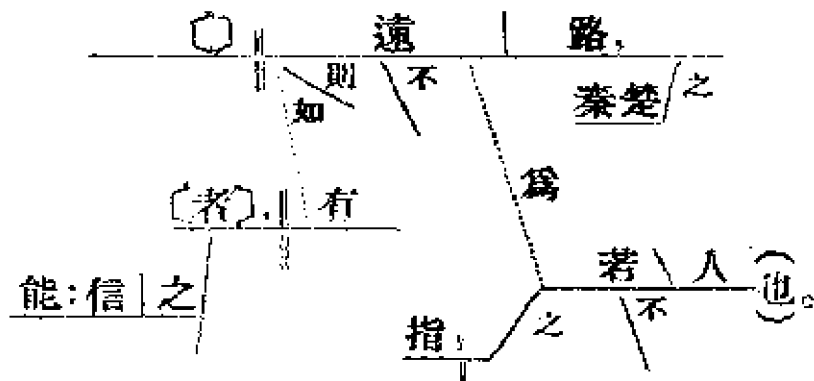 遠 路，
則 不 之
如 秦楚
爲
〔者〕， 有
若 人 (也。)
能：信 之 不
指， 之